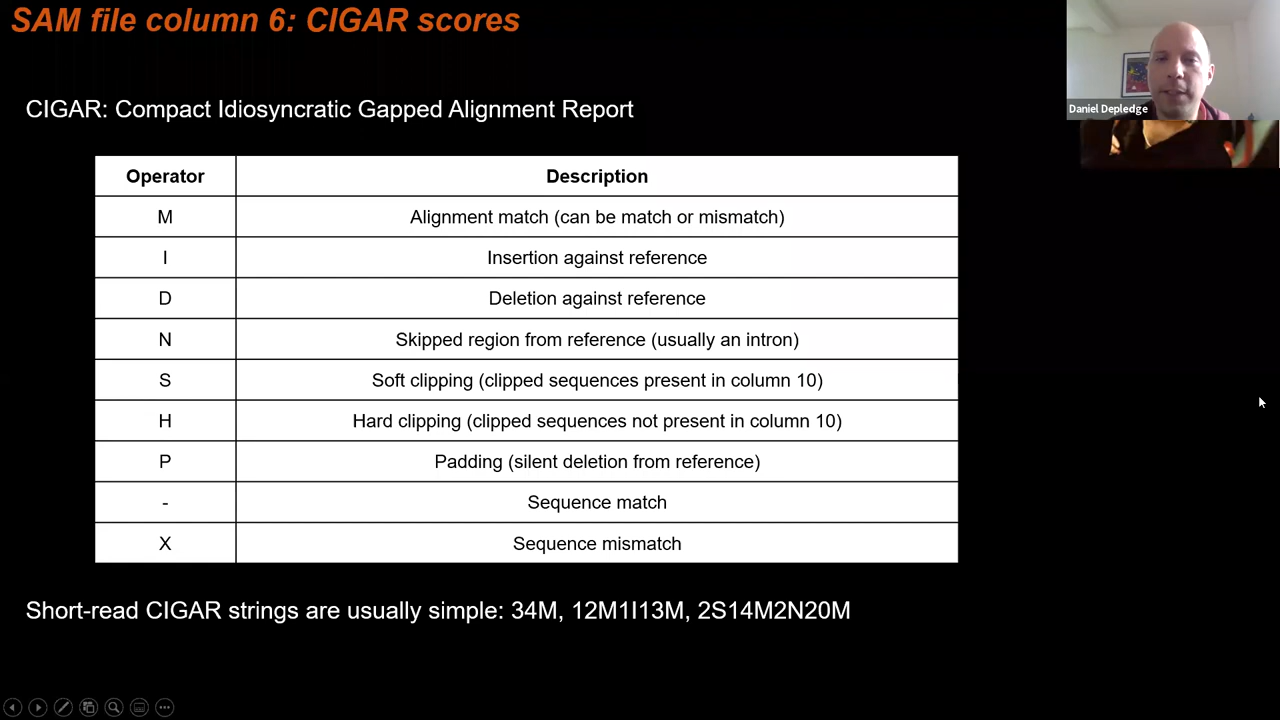 SAM file column 6: CIGAR scores
Daniel Depledge
CIGAR: Compact Idiosyncratic Gapped Alignment Report
Operator Description
M Alignment match (can be match or mismatch)
I Insertion against reference
D Deletion against reference
N Skipped region from reference (usually an intron)
S Soft clipping (clipped sequences present in column 10)
H Hard clipping (clipped sequences not present in column 10)
P Padding (silent deletion from reference)
- Sequence match
X Sequence mismatch
Short-read CIGAR strings are usually simple: 34M, 12M1I13M, 2S14M2N20M